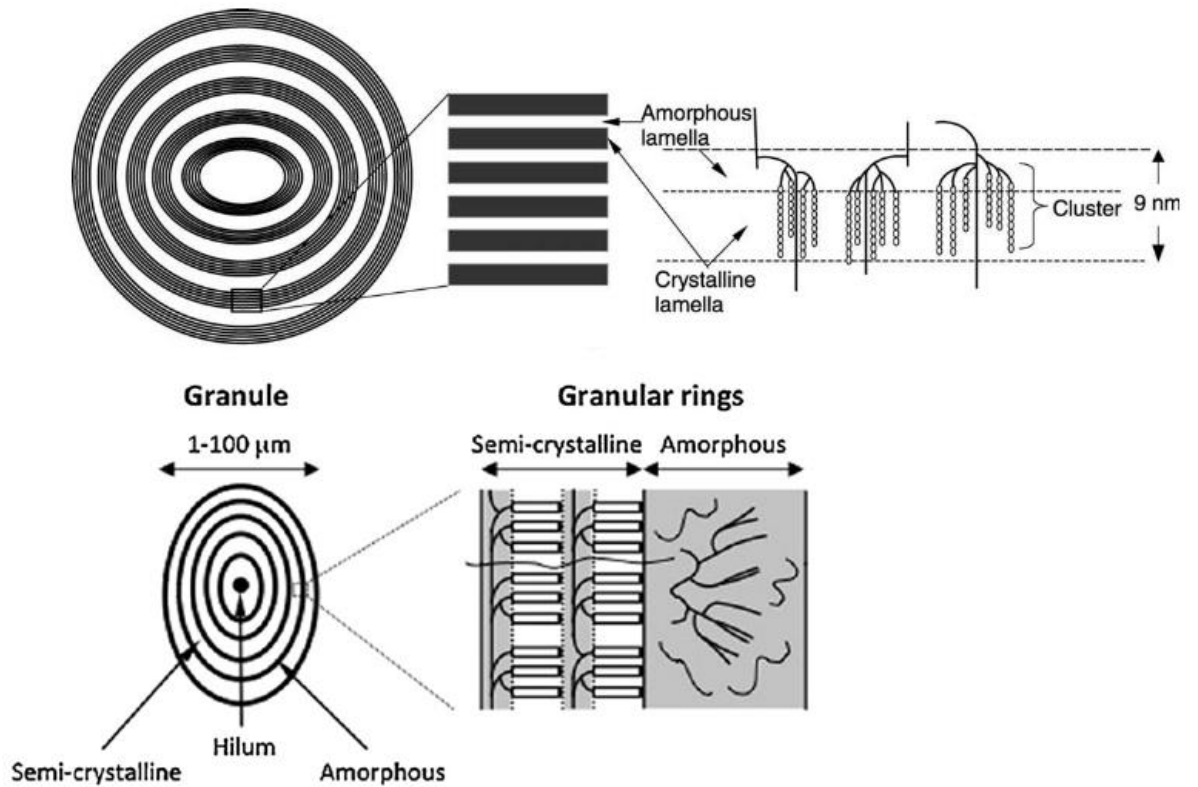 Amorphous
lamella
Cluster
9 nm
Crystalline
lamella
Granule
Granular rings
1-100 μm
Semi-crystalline
Amorphous
Hilum
Semi-crystalline
Amorphous